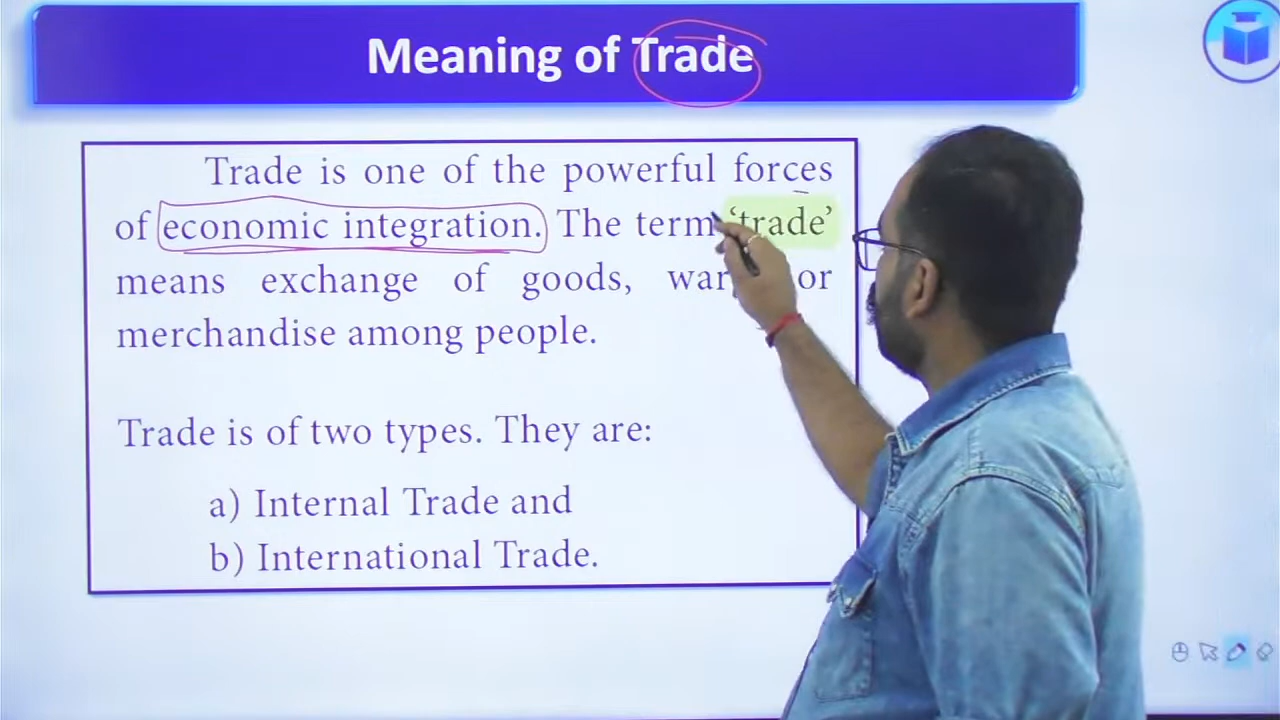 Meaning of Trade
Trade is one of the powerful forces
of economic integration. The term ‘trade’
means exchange of goods, or
merchandise among people.
Trade is of two types. They are:
a) Internal Trade and
b) International Trade.